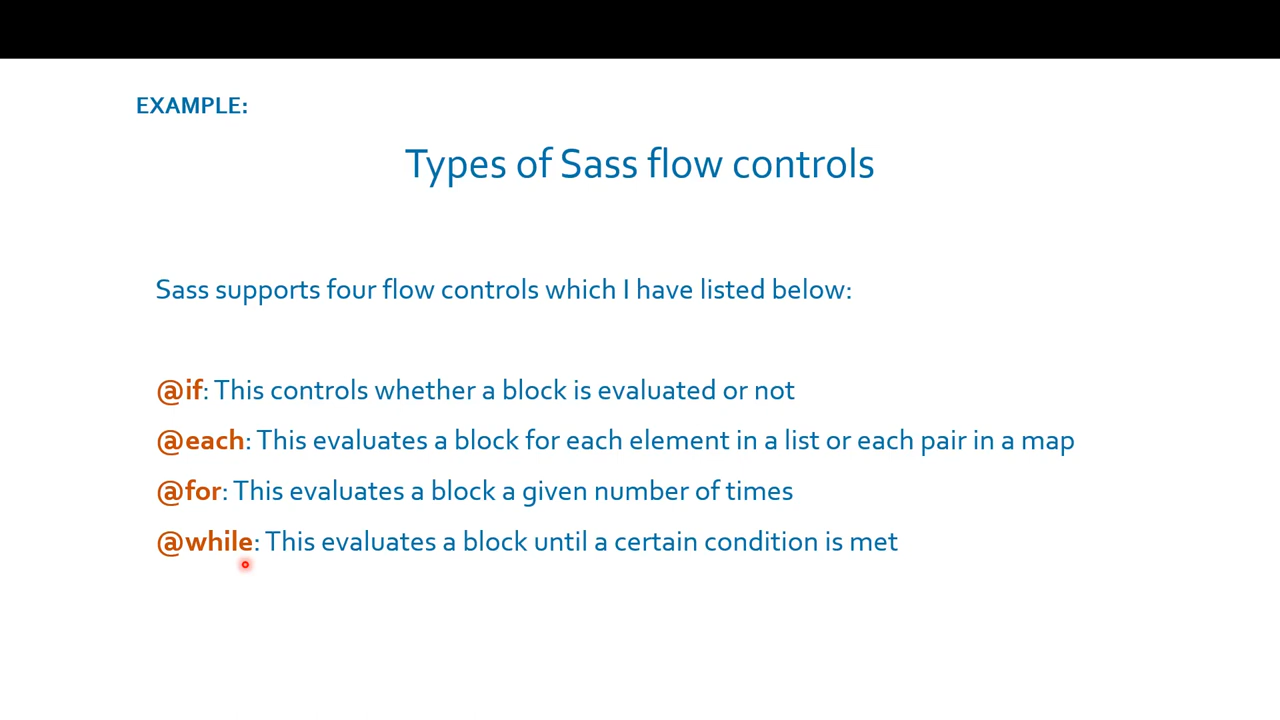 EXAMPLE:
Types of Sass flow controls
Sass supports four flow controls which I have listed below:
@if: This controls whether a block is evaluated or not
@each: This evaluates a block for each element in a list or each pair in a map
@for: This evaluates a block a given number of times
@while: This evaluates a block until a certain condition is met